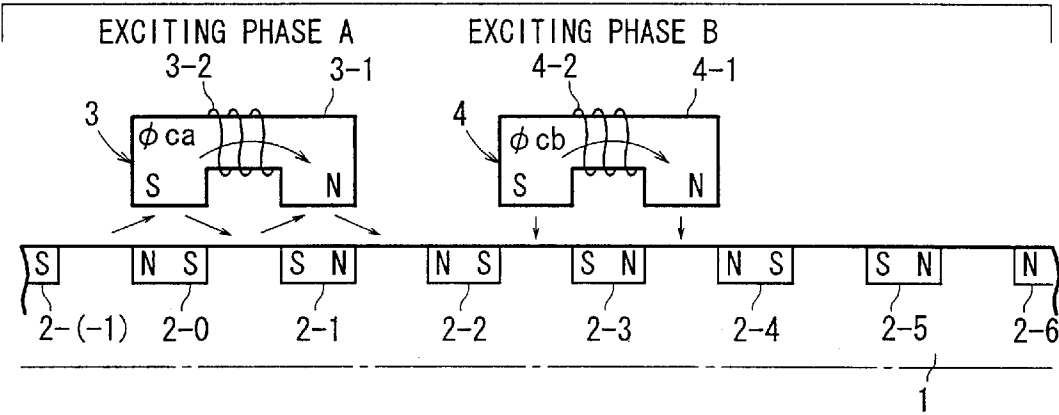 EXCITING PHASE A EXCITING PHASE B
3-2 3-1 4-2 4-1
3 φca 4 φcb
S N S N
S N S S N N S S N N S S N N
2-(-1) 2-0 2-1 2-2 2-3 2-4 2-5 2-6
1